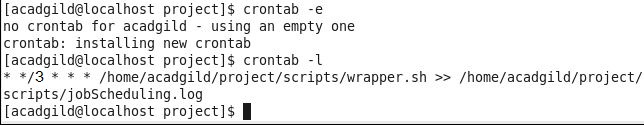 [acadgild@localhost project]$ crontab -e
no crontab for acadgild - using an empty one
crontab: installing new crontab
[acadgild@localhost project]$ crontab -l
* */3 * * * /home/acadgild/project/scripts/wrapper.sh >> /home/acadgild/project/
scripts/jobScheduling.log
[acadgild@localhost project]$